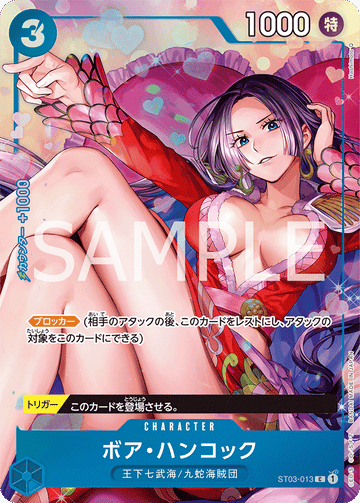 3
1000 特
カウンター +1000
SAMPLE
ブロッカー (相手のアタックの後、このカードをレストにし、アタックの
対象をこのカードにできる)
トリガー このカードを登場させる。
CHARACTER
ボア・ハンコック
王下七武海/九蛇海賊団
ST03-013 C 1